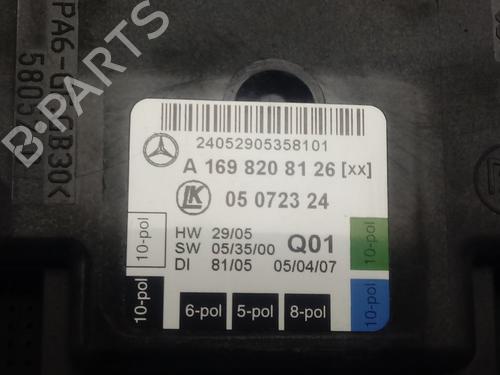 24052905358101
A 169 820 81 26 [xx]
LK
05 0723 24
HW 29/05
SW 05/35/00
DI 81/05
Q01
05/04/07
10-pol
10-pol
6-pol
5-pol
8-pol
10-pol
10-pol
B-PARTS